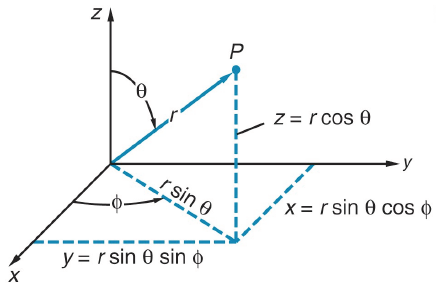 z
P
θ
r
z = r cos θ
y
r sin θ
ϕ
x = r sin θ cos ϕ
y = r sin θ sin ϕ
x